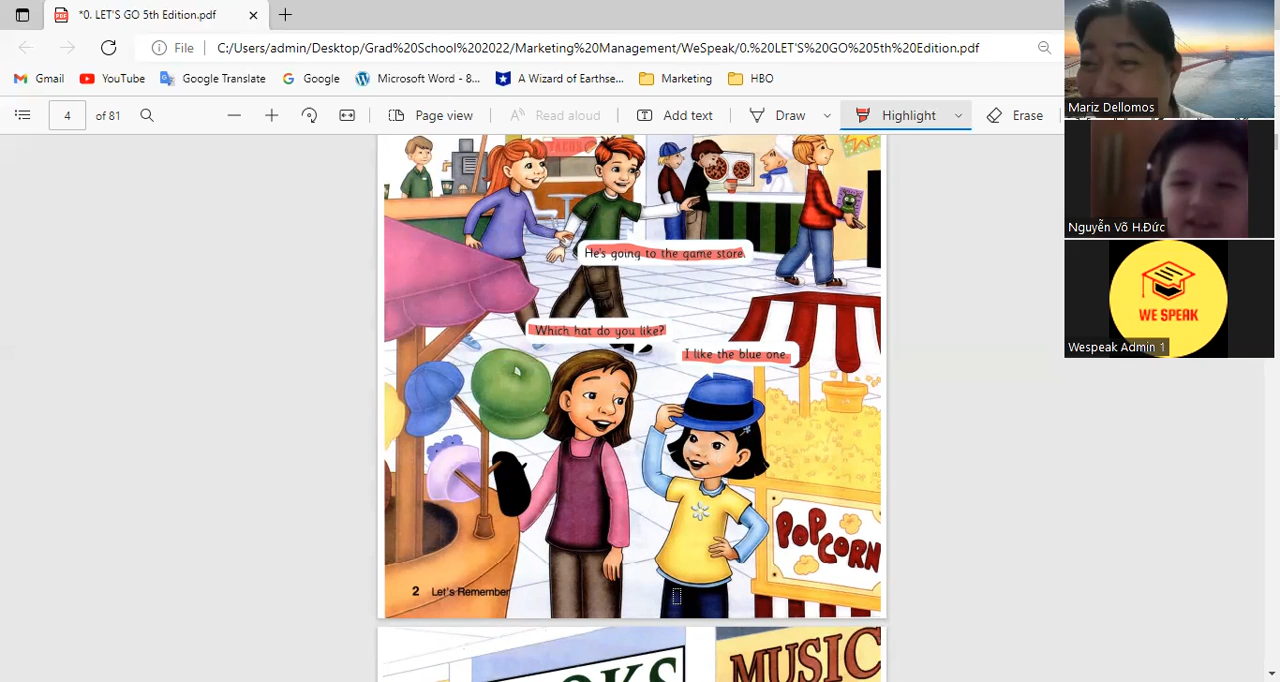 *0. LET'S GO 5th Edition.pdf
File C:/Users/admin/Desktop/Grad%20School%202022/Marketing%20Management/WeSpeak/0.%20LET'S%20GO%205th%20Edition.pdf
Gmail YouTube Google Translate Google Microsoft Word - 8... A Wizard of Earthse... Marketing HBO
4 of 81 Page view Read aloud Add text Draw Highlight Erase
Mariz Dellomos
Nguyễn Võ H.Đức
WE SPEAK
Wespeak Admin 1
TACOS
He's going to the game store.
Which hat do you like?
I like the blue one.
POPCORN
2 Let's Remember
OKS
MUSIC